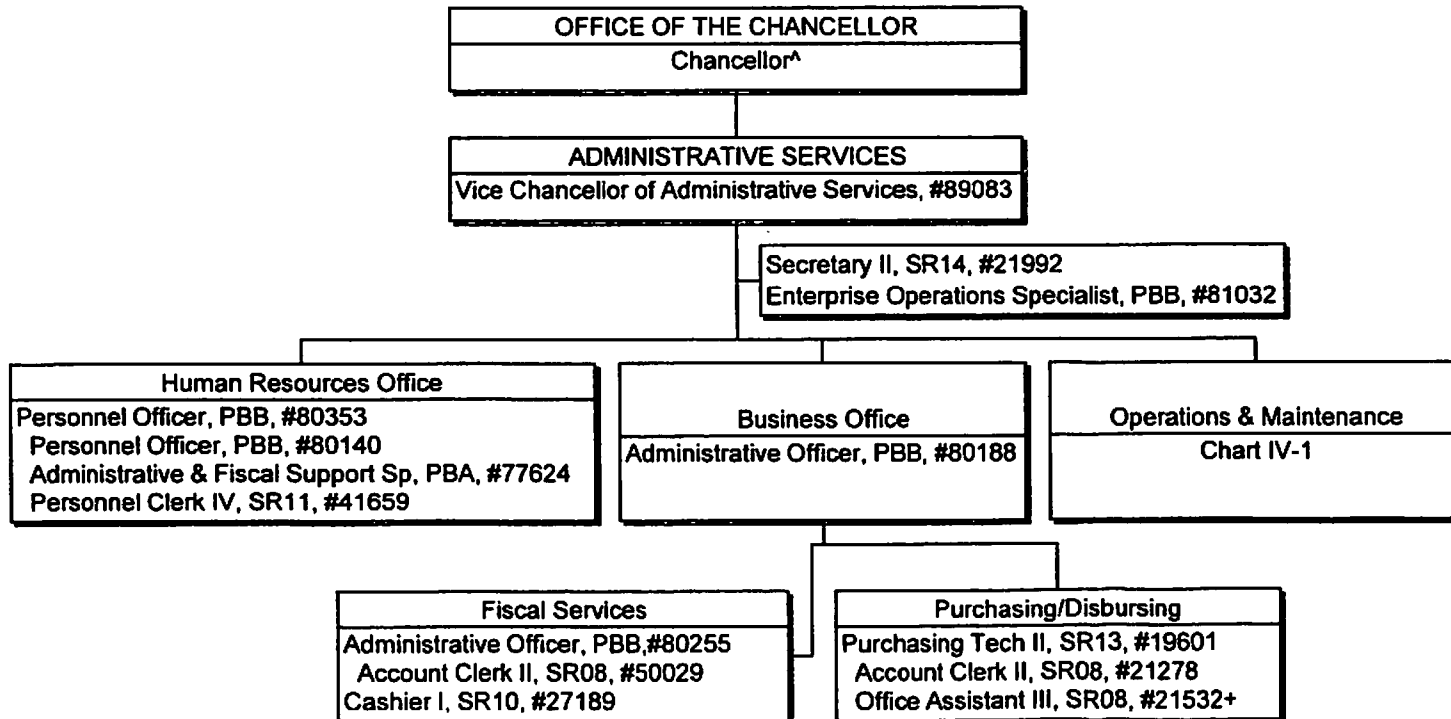 OFFICE OF THE CHANCELLOR
Chancellor^
ADMINISTRATIVE SERVICES
Vice Chancellor of Administrative Services, #89083
Secretary II, SR14, #21992
Enterprise Operations Specialist, PBB, #81032
Human Resources Office
Personnel Officer, PBB, #80353
Personnel Officer, PBB, #80140
Administrative & Fiscal Support Sp, PBA, #77624
Personnel Clerk IV, SR11, #41659
Business Office
Administrative Officer, PBB, #80188
Operations & Maintenance
Chart IV-1
Fiscal Services
Administrative Officer, PBB,#80255
Account Clerk II, SR08, #50029
Cashier I, SR10, #27189
Purchasing/Disbursing
Purchasing Tech II, SR13, #19601
Account Clerk II, SR08, #21278
Office Assistant III, SR08, #21532+